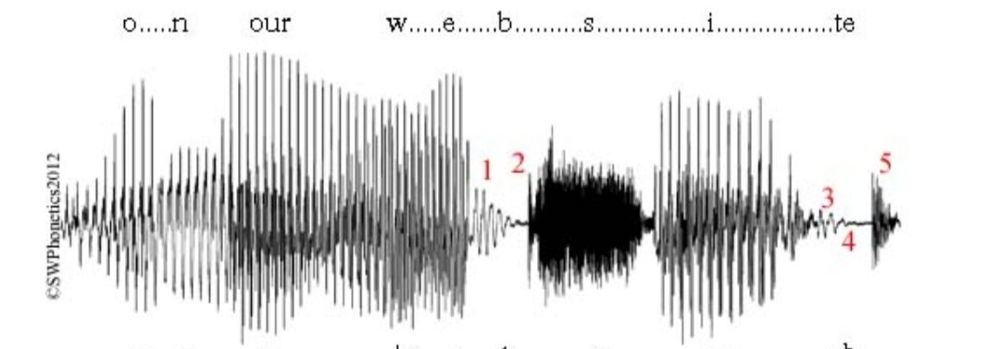 o.....n our w.....e......b..........s................i.................te
1 2 3 4 5
©SWPhonetics2012